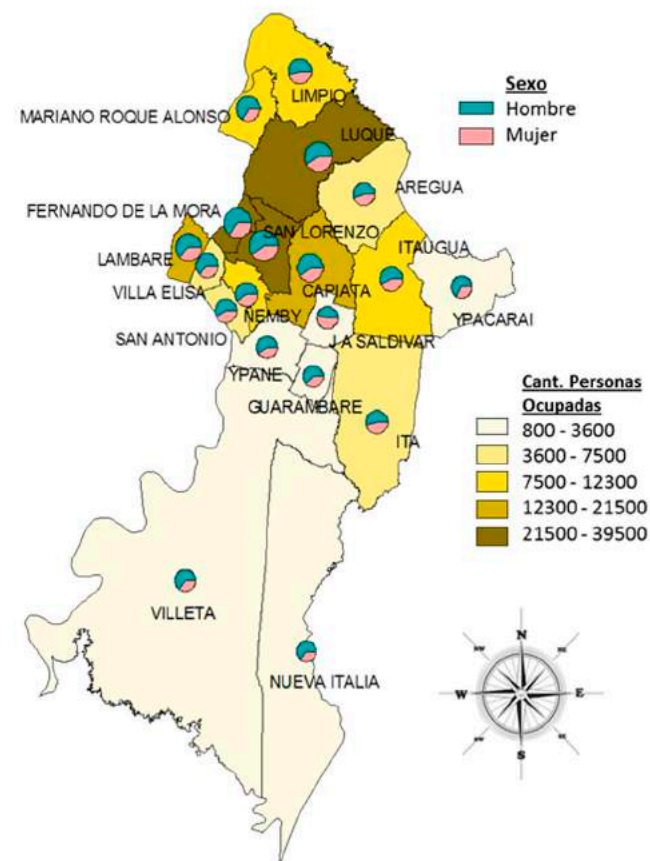 Sexo
Hombre
Mujer
LIMPIO
MARIANO ROQUE ALONSO
LUQUE
AREGUA
FERNANDO DE LA MORA
SAN LORENZO
ITAUGUA
LAMBARE
CAPIATA
VILLA ELISA
YPACARAI
ÑEMBY
SAN ANTONIO
J A SALDIVAR
YPANE
GUARAMBARE
ITA
Cant. Personas
Ocupadas
800 - 3600
3600 - 7500
7500 - 12300
12300 - 21500
21500 - 39500
VILLETA
NUEVA ITALIA
N
W
E
S